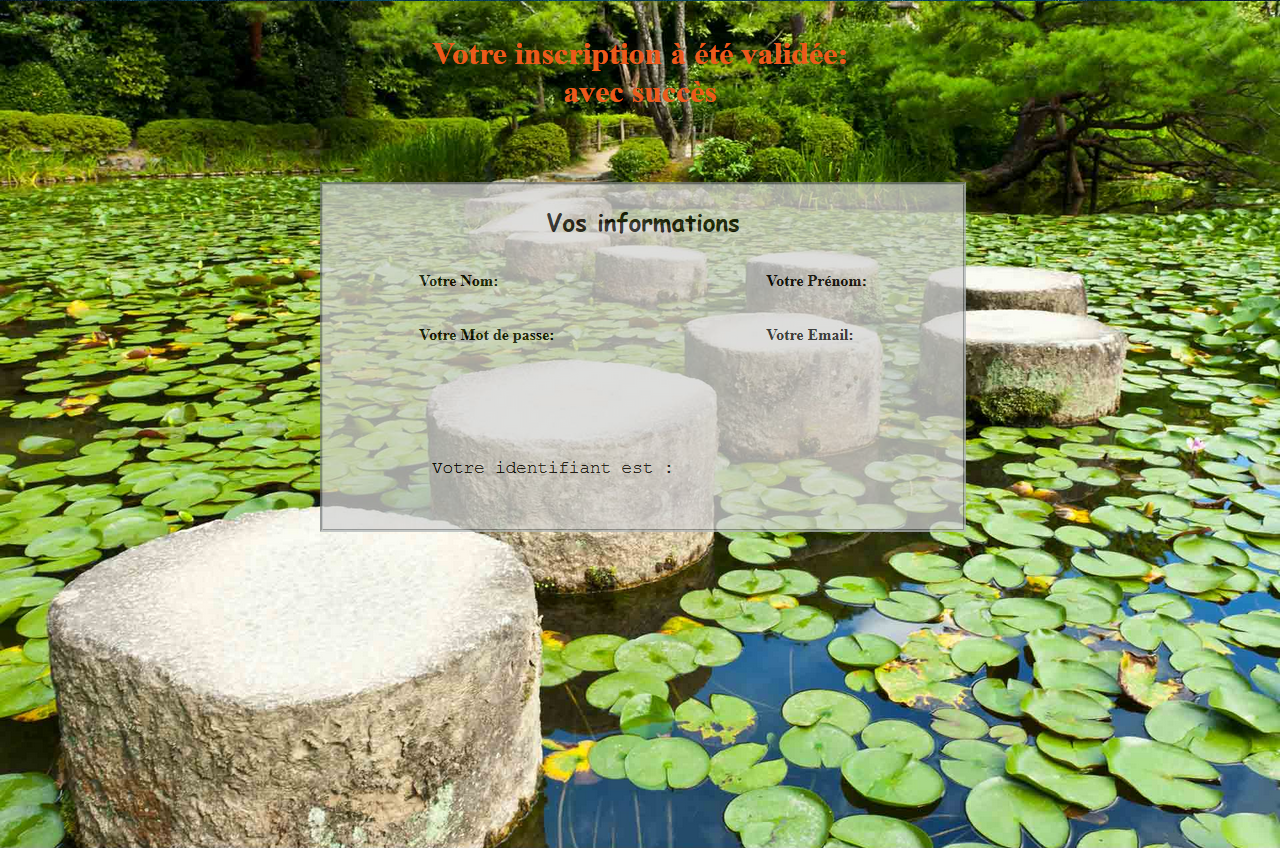 Votre inscription à été validée:
avec succès
Vos informations
Votre Nom: Votre Prénom:
Votre Mot de passe: Votre Email:
Votre identifiant est :